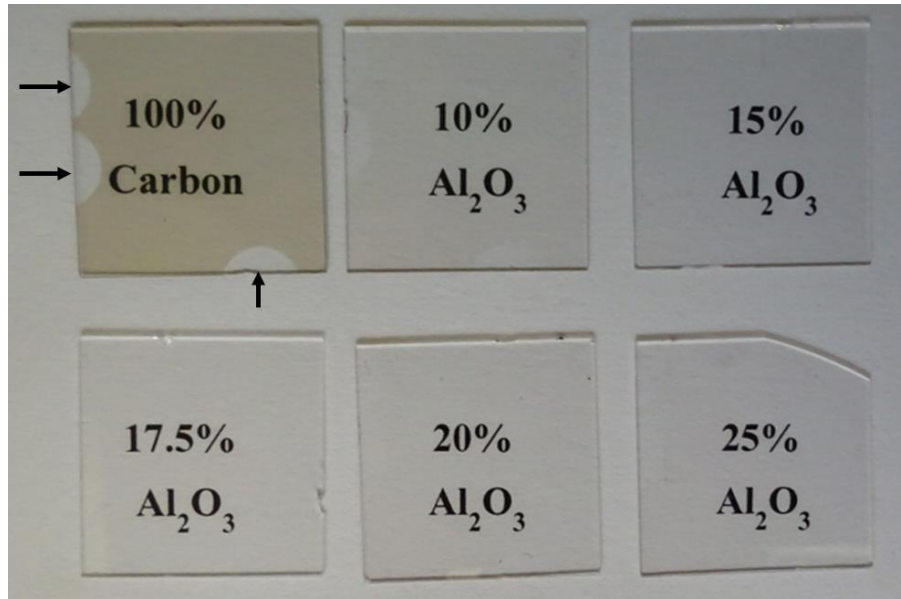 100%
Carbon
10%
Al₂O₃
15%
Al₂O₃
17.5%
Al₂O₃
20%
Al₂O₃
25%
Al₂O₃